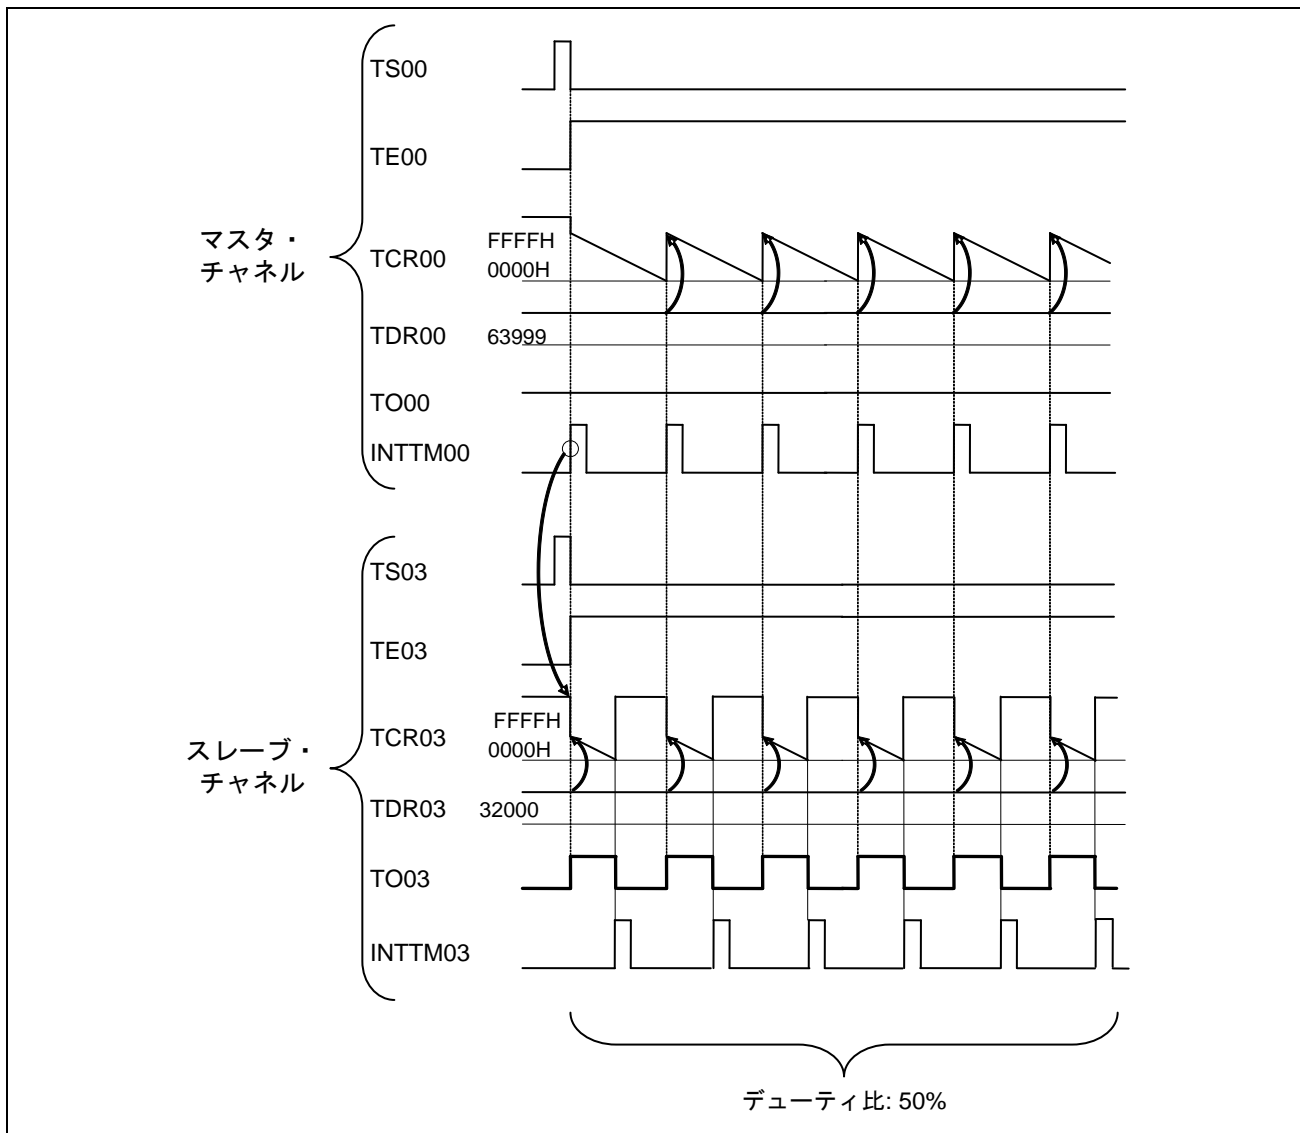 TS00
TE00
マスタ・
チャネル
TCR00
FFFFH
0000H
TDR00
63999
TO00
INTTM00
TS03
TE03
スレーブ・
チャネル
TCR03
FFFFH
0000H
TDR03
32000
TO03
INTTM03
デューティ比: 50%